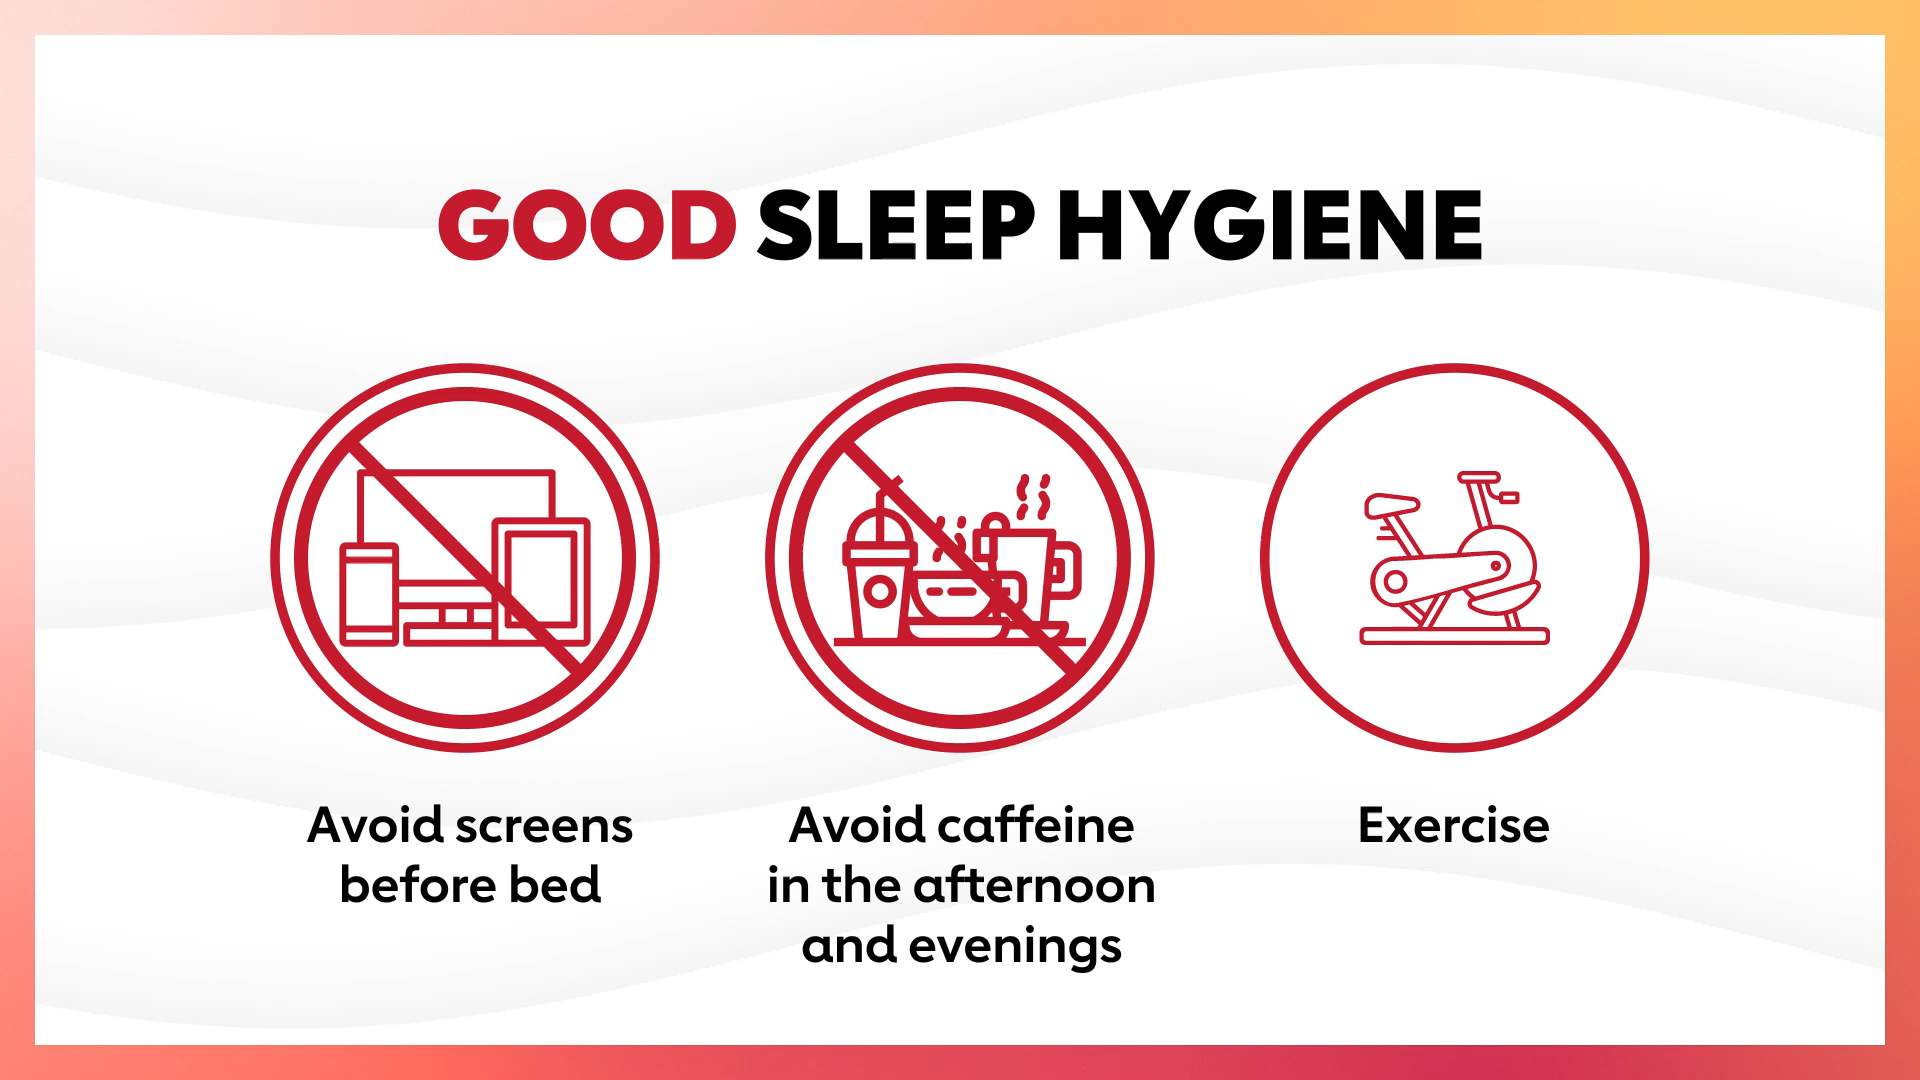 GOOD SLEEP HYGIENE
Avoid screens
before bed
Avoid caffeine
in the afternoon
and evenings
Exercise